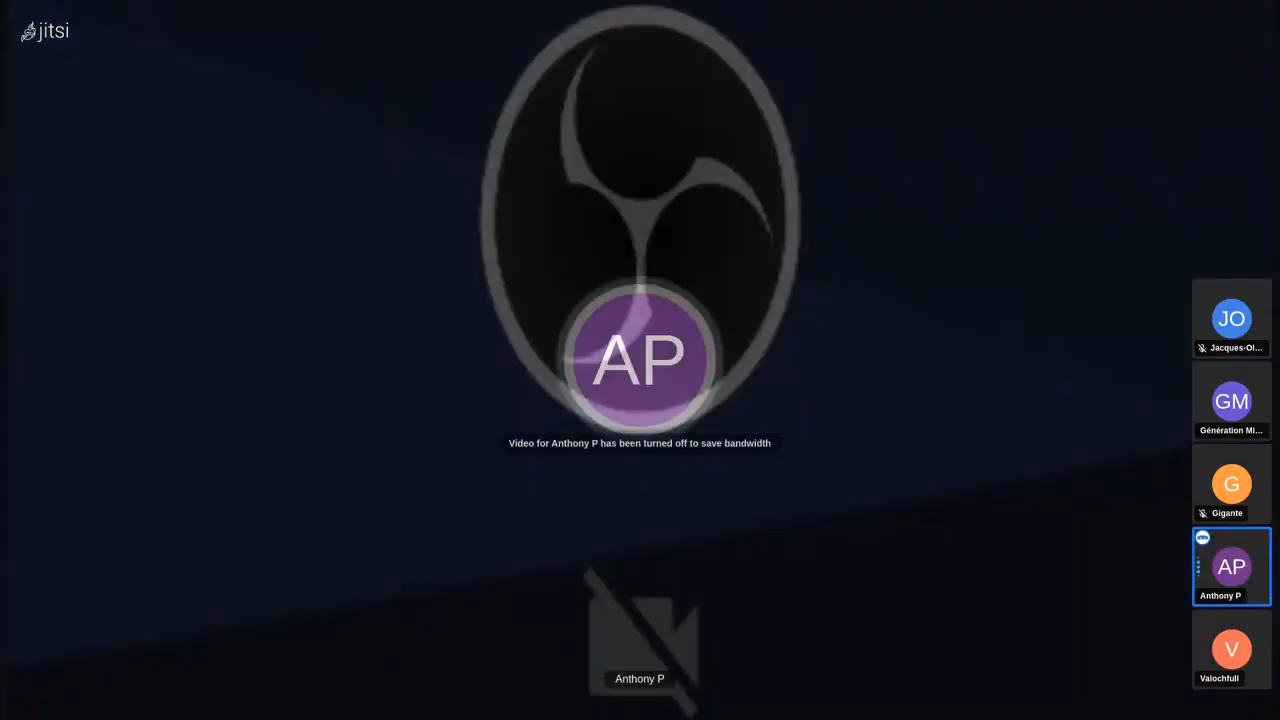 jitsi
AP
Video for Anthony P has been turned off to save bandwidth
Anthony P
JO
Jacques-Ol...
GM
Génération Mi...
G
Gigante
AP
Anthony P
V
Valochfull